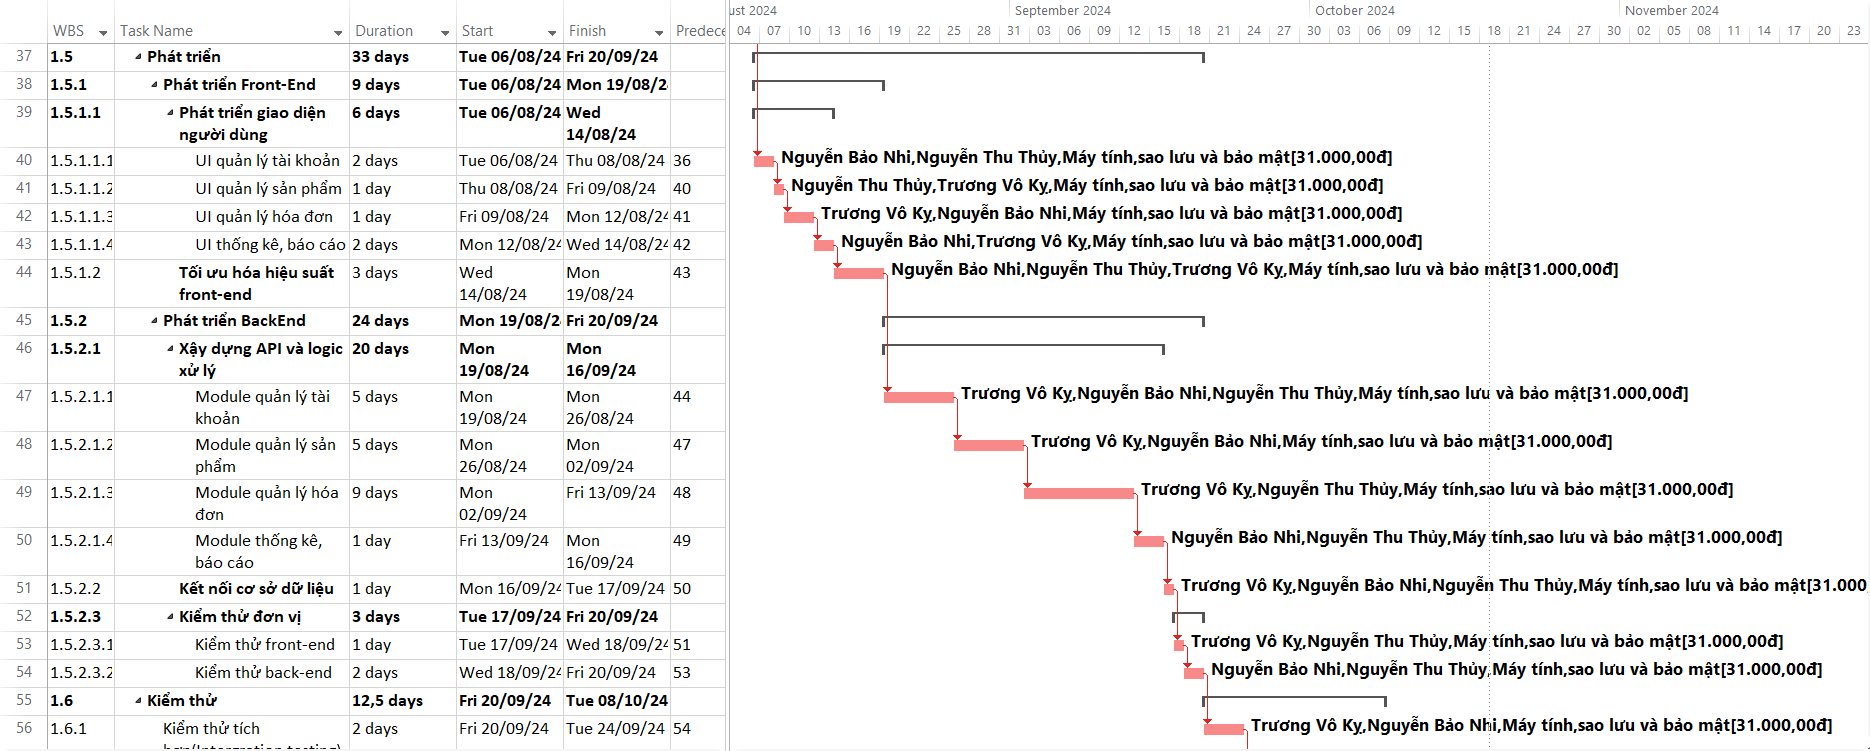 ust 2024 September 2024 October 2024 November 2024
WBS Task Name Duration Start Finish Predece 04 07 10 13 16 19 22 25 28 31 03 06 09 12 15 18 21 24 27 30 03 06 09 12 15 18 21 24 27 30 02 05 08 11 14 17 20 23
37 1.5 Phát triển 33 days Tue 06/08/24 Fri 20/09/24
38 1.5.1 Phát triển Front-End 9 days Tue 06/08/24 Mon 19/08/2
39 1.5.1.1 Phát triển giao diện 6 days Tue 06/08/24 Wed
người dùng 14/08/24
40 1.5.1.1.1 UI quản lý tài khoản 2 days Tue 06/08/24 Thu 08/08/24 36 Nguyễn Bảo Nhi,Nguyễn Thu Thủy,Máy tính,sao lưu và bảo mật[31.000,00đ]
41 1.5.1.1.2 UI quản lý sản phẩm 1 day Thu 08/08/24 Fri 09/08/24 40 Nguyễn Thu Thủy,Trương Vô Kỵ,Máy tính,sao lưu và bảo mật[31.000,00đ]
42 1.5.1.1.3 UI quản lý hóa đơn 1 day Fri 09/08/24 Mon 12/08/24 41 Trương Vô Kỵ,Nguyễn Bảo Nhi,Máy tính,sao lưu và bảo mật[31.000,00đ]
43 1.5.1.1.4 UI thống kê, báo cáo 2 days Mon 12/08/24 Wed 14/08/24 42 Nguyễn Bảo Nhi,Trương Vô Kỵ,Máy tính,sao lưu và bảo mật[31.000,00đ]
44 1.5.1.2 Tối ưu hóa hiệu suất 3 days Wed Mon 43 Nguyễn Bảo Nhi,Nguyễn Thu Thủy,Trương Vô Kỵ,Máy tính,sao lưu và bảo mật[31.000,00đ]
front-end 14/08/24 19/08/24
45 1.5.2 Phát triển BackEnd 24 days Mon 19/08/2 Fri 20/09/24
46 1.5.2.1 Xậy dựng API và logic 20 days Mon Mon
xử lý 19/08/24 16/09/24
47 1.5.2.1.1 Module quản lý tài 5 days Mon Mon 44 Trương Vô Kỵ,Nguyễn Bảo Nhi,Nguyễn Thu Thủy,Máy tính,sao lưu và bảo mật[31.000,00đ]
khoản 19/08/24 26/08/24
48 1.5.2.1.2 Module quản lý sản 5 days Mon Mon 47 Trương Vô Kỵ,Nguyễn Bảo Nhi,Máy tính,sao lưu và bảo mật[31.000,00đ]
phẩm 26/08/24 02/09/24
49 1.5.2.1.3 Module quản lý hóa 9 days Mon Fri 13/09/24 48 Trương Vô Kỵ,Nguyễn Thu Thủy,Máy tính,sao lưu và bảo mật[31.000,00đ]
đơn 02/09/24
50 1.5.2.1.4 Module thống kê, 1 day Fri 13/09/24 Mon 49 Nguyễn Bảo Nhi,Nguyễn Thu Thủy,Máy tính,sao lưu và bảo mật[31.000,00đ]
báo cáo 16/09/24
51 1.5.2.2 Kết nối cơ sở dữ liệu 1 day Mon 16/09/24 Tue 17/09/24 50 Trương Vô Kỵ,Nguyễn Bảo Nhi,Nguyễn Thu Thủy,Máy tính,sao lưu và bảo mật[31.000,00
52 1.5.2.3 Kiểm thử đơn vị 3 days Tue 17/09/24 Fri 20/09/24
53 1.5.2.3.1 Kiểm thử front-end 1 day Tue 17/09/24 Wed 18/09/24 51 Trương Vô Kỵ,Nguyễn Thu Thủy,Máy tính,sao lưu và bảo mật[31.000,00đ]
54 1.5.2.3.2 Kiểm thử back-end 2 days Wed 18/09/24 Fri 20/09/24 53 Nguyễn Bảo Nhi,Nguyễn Thu Thủy,Máy tính,sao lưu và bảo mật[31.000,00đ]
55 1.6 Kiểm thử 12,5 days Fri 20/09/24 Tue 08/10/24
56 1.6.1 Kiểm thử tích 2 days Fri 20/09/24 Tue 24/09/24 54 Trương Vô Kỵ,Nguyễn Bảo Nhi,Máy tính,sao lưu và bảo mật[31.000,00đ]